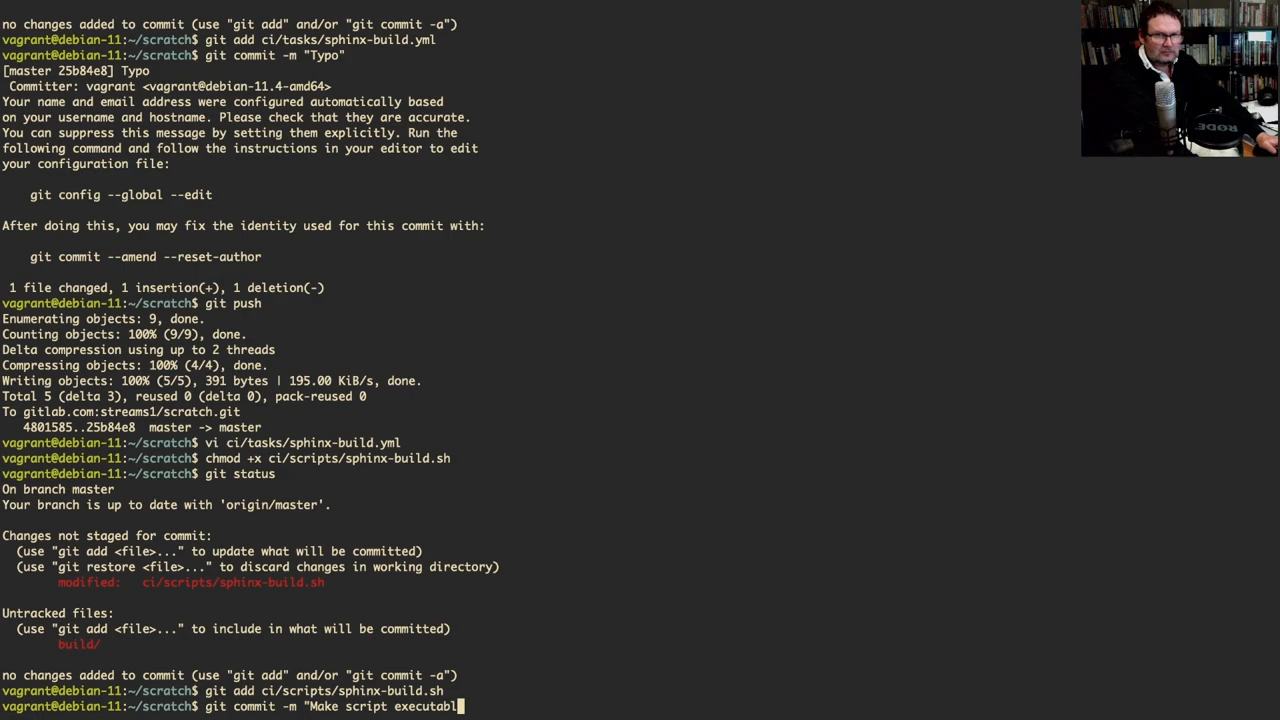 no changes added to commit (use "git add" and/or "git commit -a")
vagrant@debian-11:~/scratch$ git add ci/tasks/sphinx-build.yml
vagrant@debian-11:~/scratch$ git commit -m "Typo"
[master 25b84e8] Typo
 Committer: vagrant <vagrant@debian-11.4-amd64>
Your name and email address were configured automatically based
on your username and hostname. Please check that they are accurate.
You can suppress this message by setting them explicitly. Run the
following command and follow the instructions in your editor to edit
your configuration file:

    git config --global --edit

After doing this, you may fix the identity used for this commit with:

    git commit --amend --reset-author

 1 file changed, 1 insertion(+), 1 deletion(-)
vagrant@debian-11:~/scratch$ git push
Enumerating objects: 9, done.
Counting objects: 100% (9/9), done.
Delta compression using up to 2 threads
Compressing objects: 100% (4/4), done.
Writing objects: 100% (5/5), 391 bytes | 195.00 KiB/s, done.
Total 5 (delta 3), reused 0 (delta 0), pack-reused 0
To gitlab.com:streams1/scratch.git
   4801585..25b84e8  master -> master
vagrant@debian-11:~/scratch$ vi ci/tasks/sphinx-build.yml
vagrant@debian-11:~/scratch$ chmod +x ci/scripts/sphinx-build.sh
vagrant@debian-11:~/scratch$ git status
On branch master
Your branch is up to date with 'origin/master'.

Changes not staged for commit:
  (use "git add <file>..." to update what will be committed)
  (use "git restore <file>..." to discard changes in working directory)
        modified:   ci/scripts/sphinx-build.sh

Untracked files:
  (use "git add <file>..." to include in what will be committed)
        build/

no changes added to commit (use "git add" and/or "git commit -a")
vagrant@debian-11:~/scratch$ git add ci/scripts/sphinx-build.sh
vagrant@debian-11:~/scratch$ git commit -m "Make script executabl
RODE